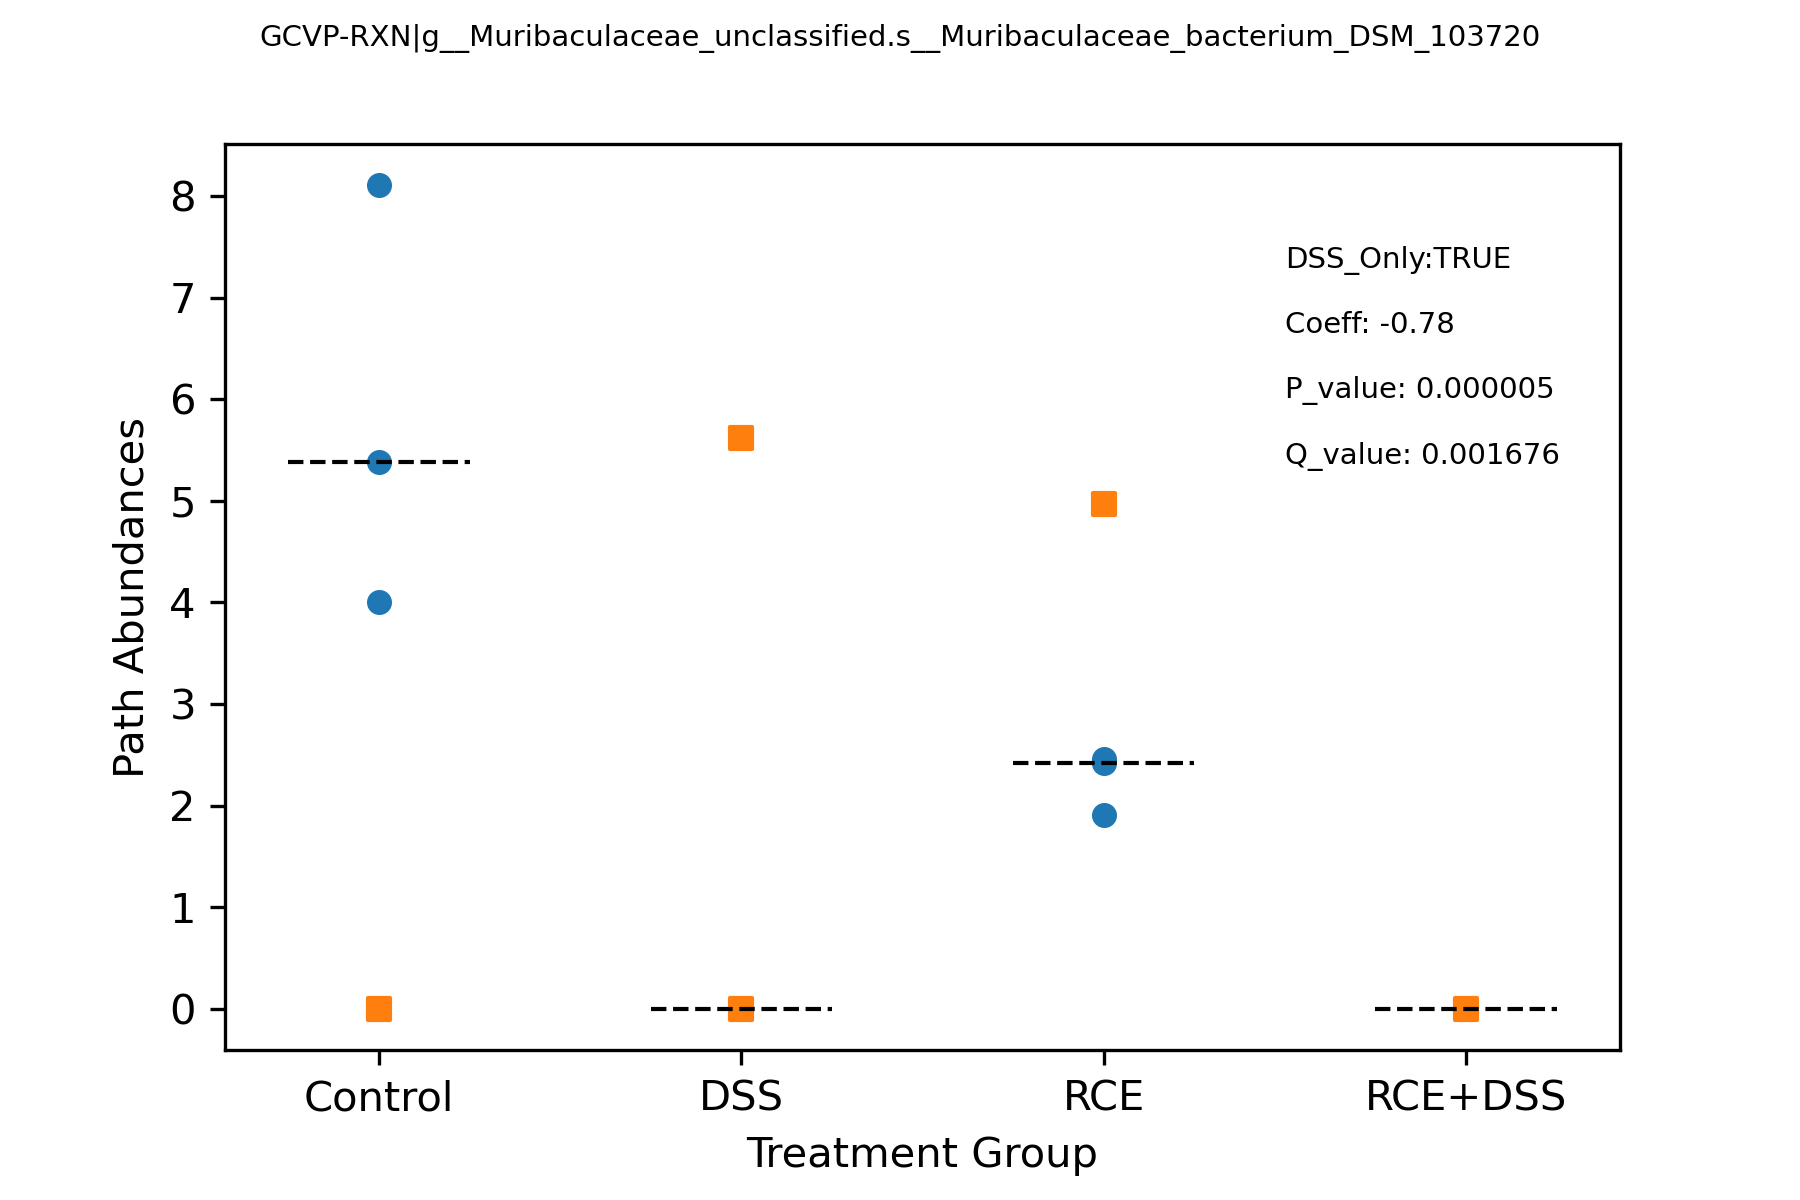 GCVP-RXN|g__Muribaculaceae_unclassified.s__Muribaculaceae_bacterium_DSM_103720
8
7
6
5
4
3
2
1
0
Path Abundances
DSS_Only:TRUE
Coeff: -0.78
P_value: 0.000005
Q_value: 0.001676
Control
DSS
RCE
RCE+DSS
Treatment Group